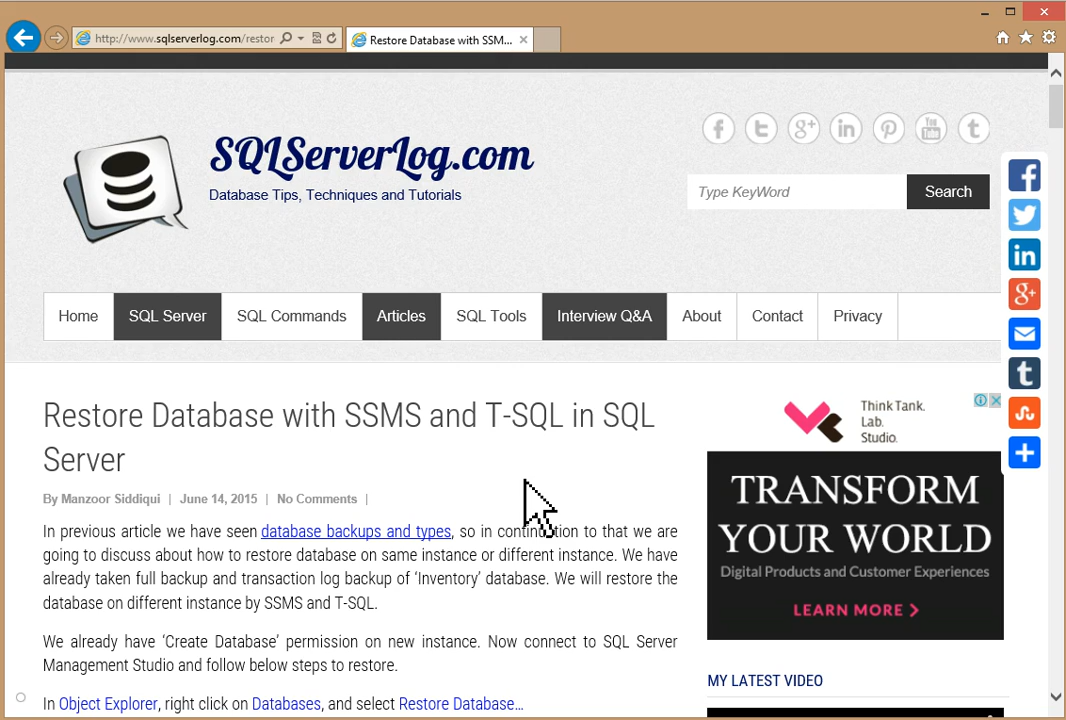 http://www.sqlserverlog.com/restor
Restore Database with SSM...
SQLServerLog.com
Database Tips, Techniques and Tutorials
Type KeyWord
Search
Home
SQL Server
SQL Commands
Articles
SQL Tools
Interview Q&A
About
Contact
Privacy
Restore Database with SSMS and T-SQL in SQL
Server
By Manzoor Siddiqui | June 14, 2015 | No Comments |
In previous article we have seen database backups and types, so in continuation to that we are
going to discuss about how to restore database on same instance or different instance. We have
already taken full backup and transaction log backup of ‘Inventory’ database. We will restore the
database on different instance by SSMS and T-SQL.
We already have ‘Create Database’ permission on new instance. Now connect to SQL Server
Management Studio and follow below steps to restore.
In Object Explorer, right click on Databases, and select Restore Database…
Think Tank.
Lab.
Studio.
TRANSFORM
YOUR WORLD
Digital Products and Customer Experiences
LEARN MORE
MY LATEST VIDEO